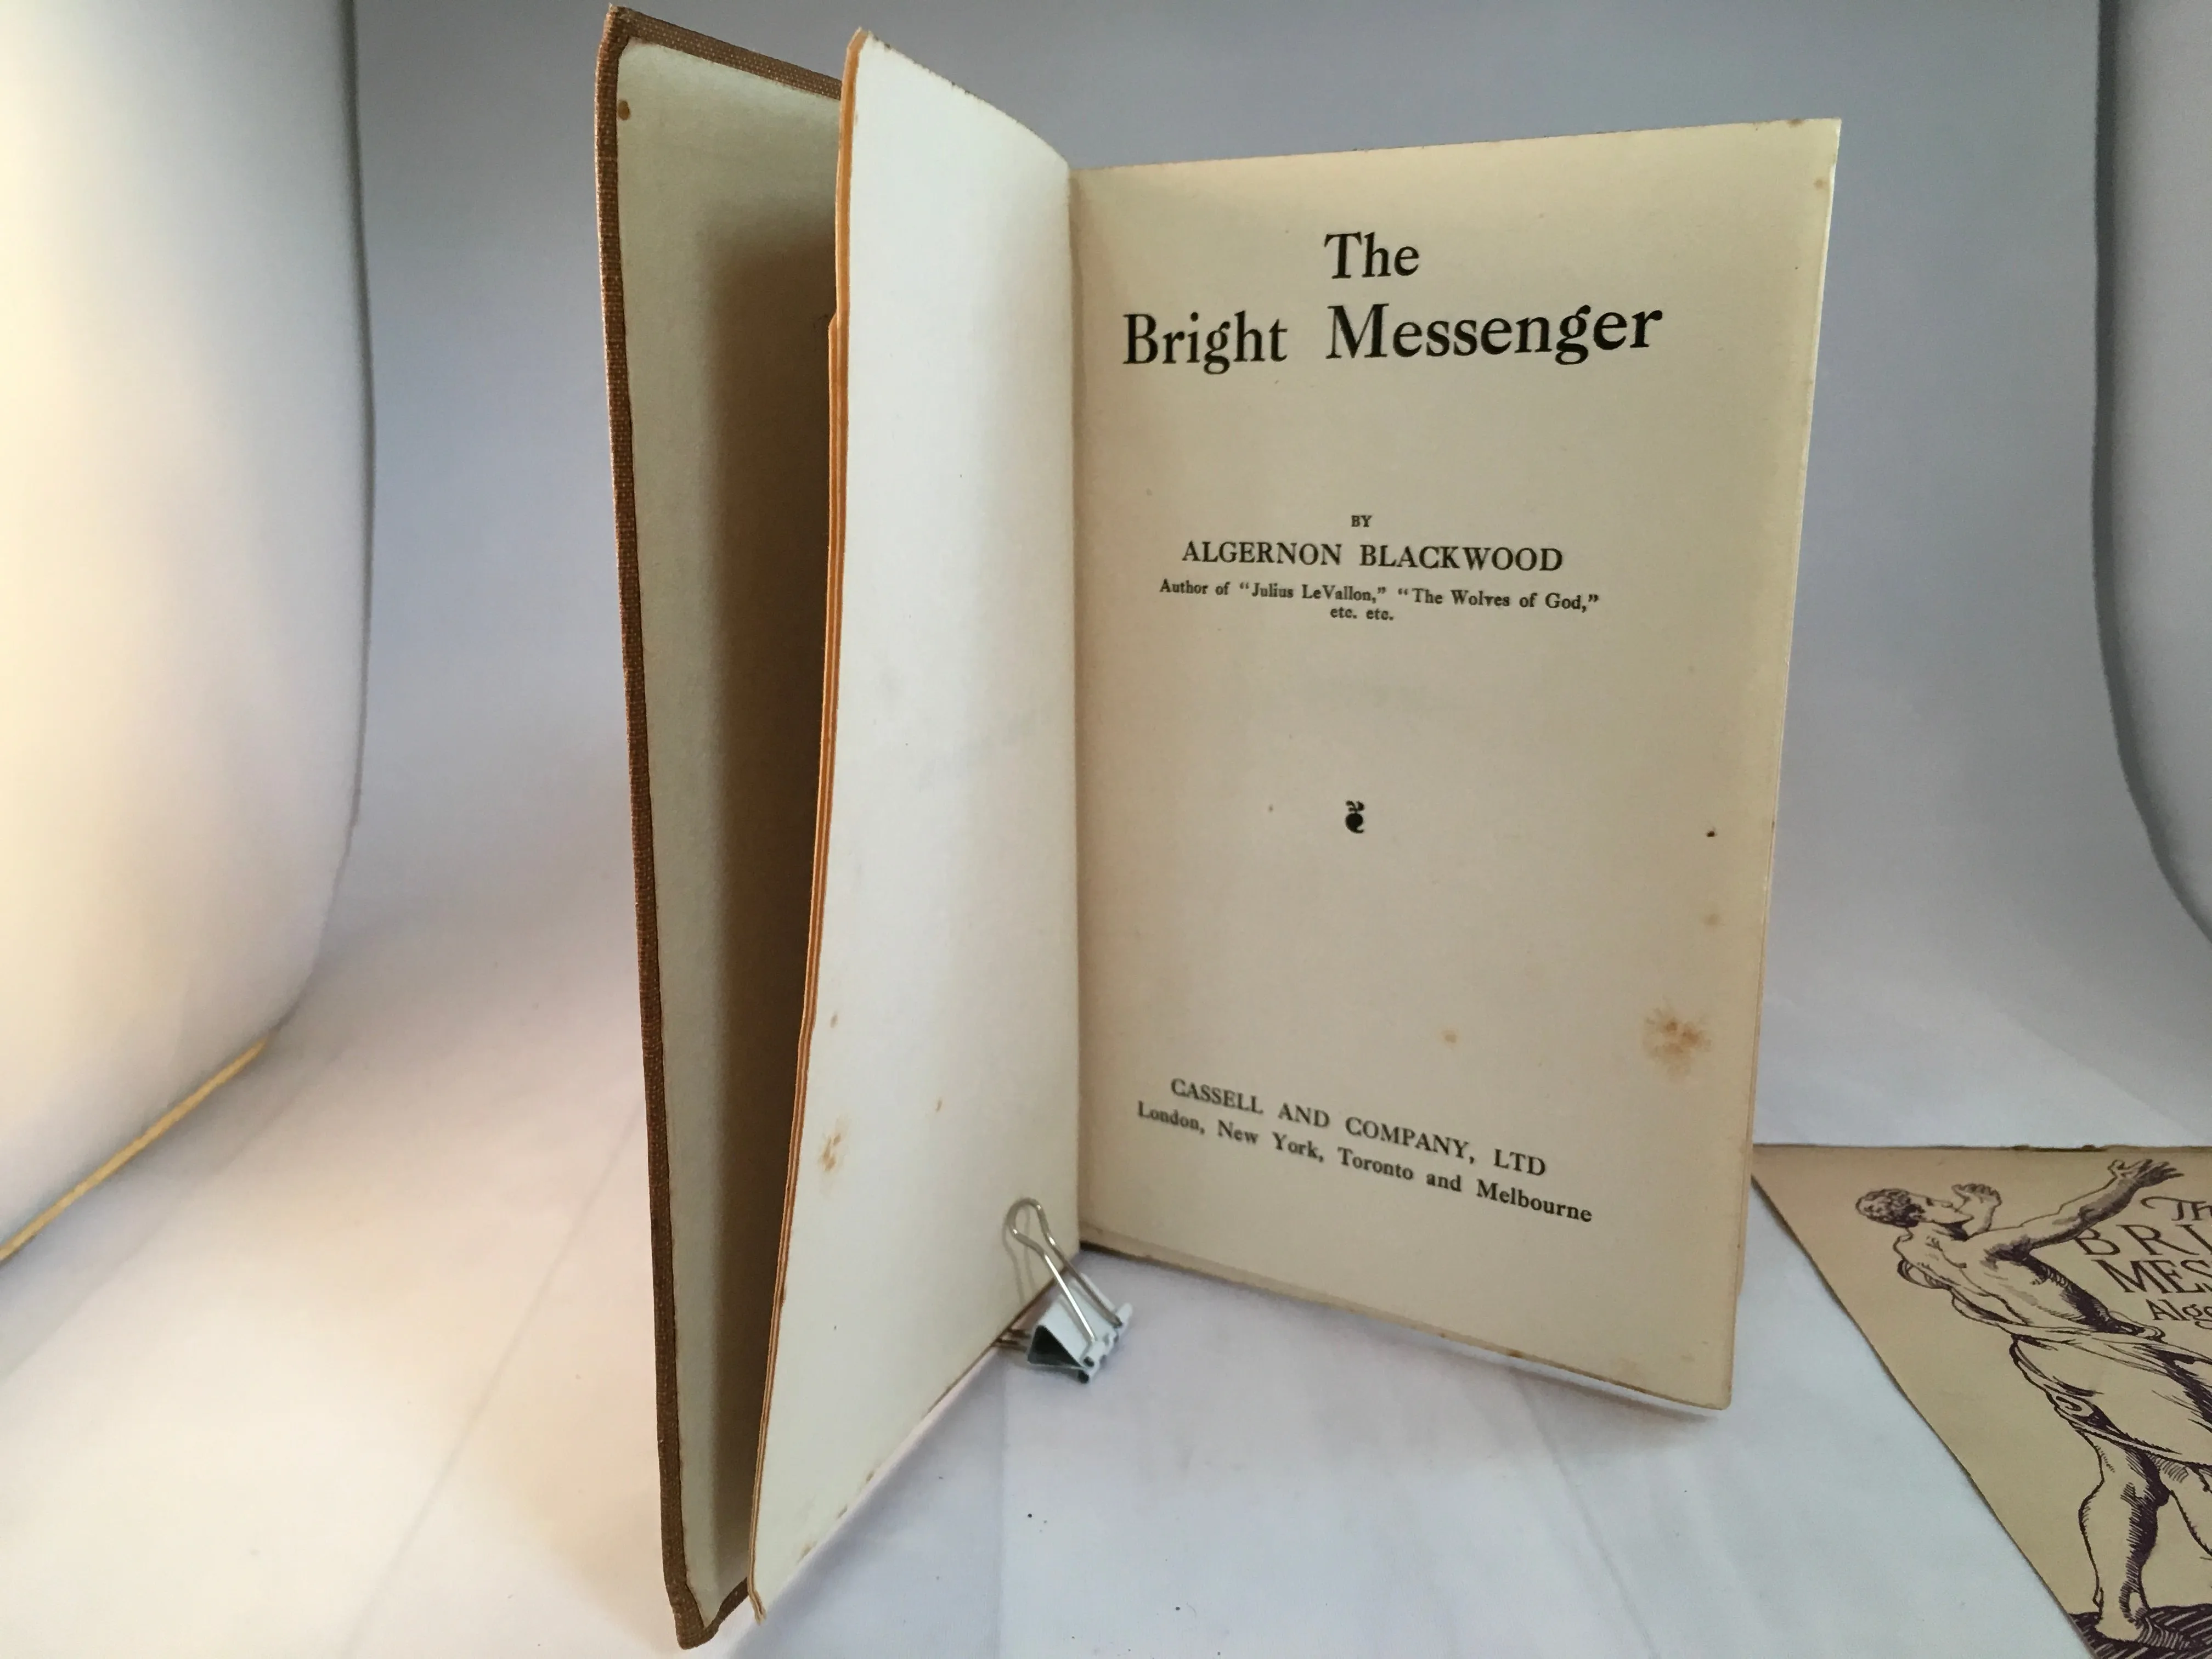 The
Bright Messenger
BY
ALGERNON BLACKWOOD
Author of "Julius LeVallon," "The Wolves of God,"
etc. etc.
CASSELL AND COMPANY, LTD
London, New York, Toronto and Melbourne